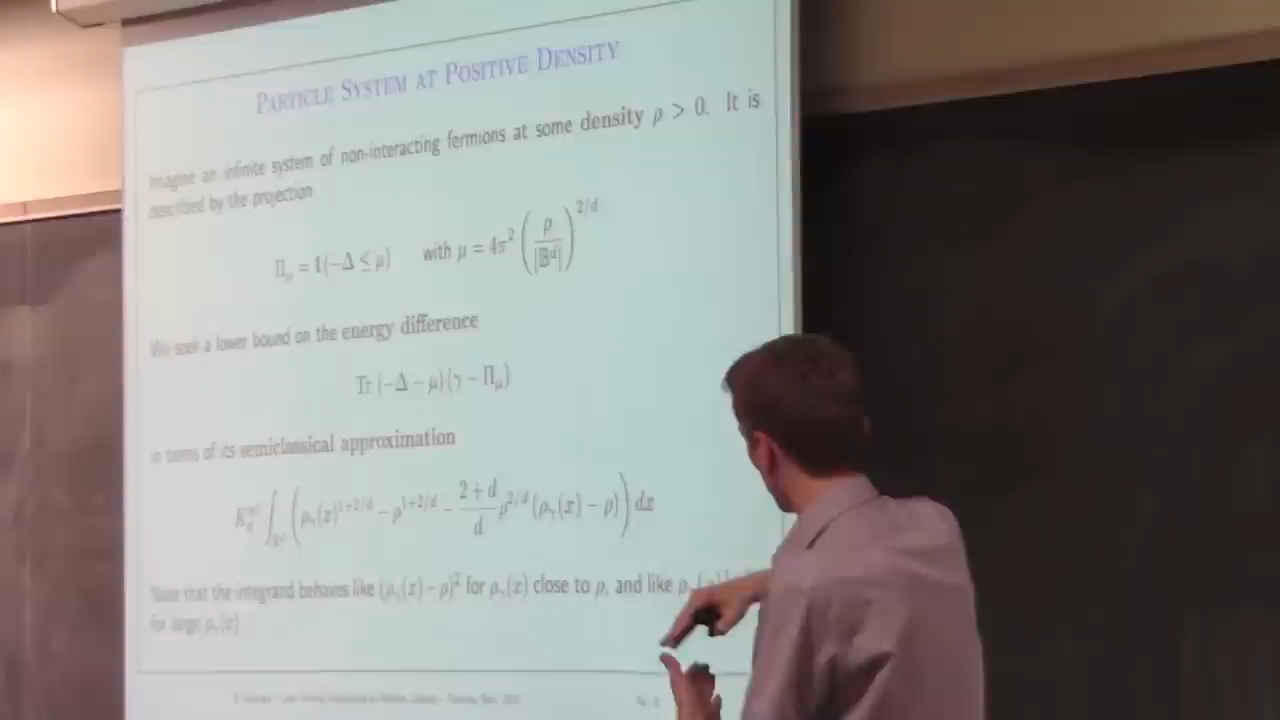 PARTICLE SYSTEM AT POSITIVE DENSITY
Imagine an infinite system of non-interacting fermions at some density ρ > 0. It is
described by the projection
Π_μ = 1(−Δ ≤ μ) with μ = 4π² (ρ / |𝔹^d|)^{2/d}
We seek a lower bound on the energy difference
Tr (−Δ − μ)(γ − Π_μ)
in terms of its semiclassical approximation
∫ (ρ_γ(x)^{1+2/d} − ρ^{1+2/d} − (2 + d)/d ρ^{2/d} (ρ_γ(x) − ρ)) dx
Note that the integrand behaves like (ρ_γ(x) − ρ)² for ρ_γ(x) close to ρ, and like
for large ρ_γ(x)